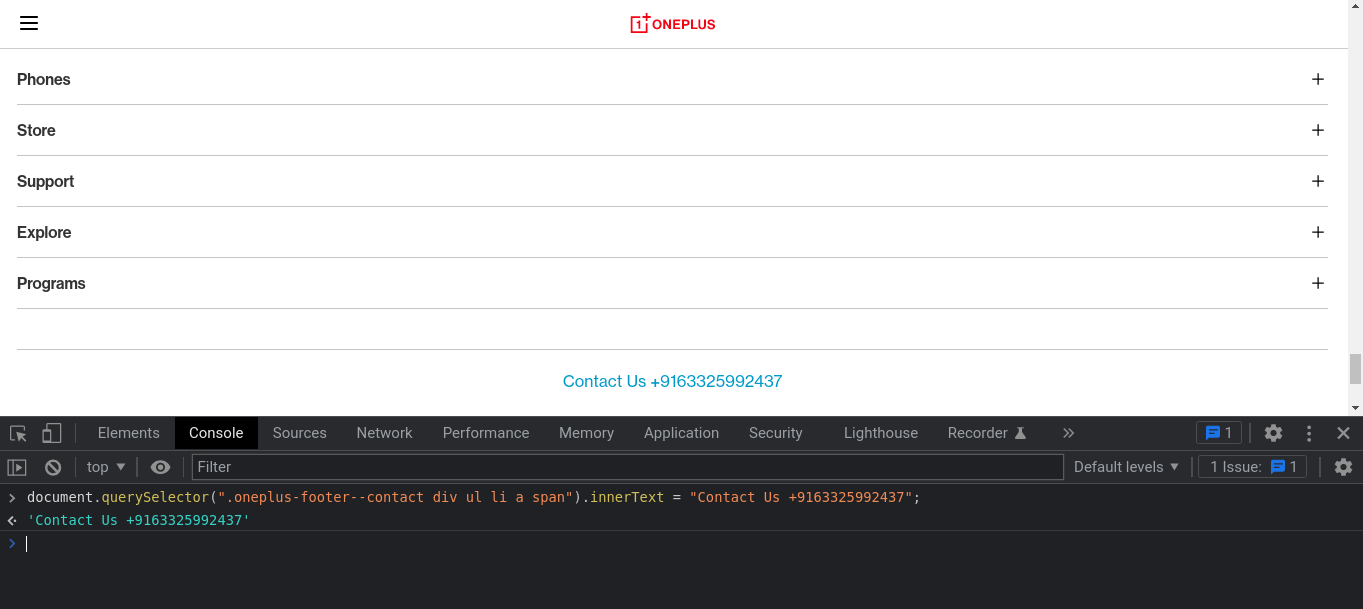 1 ONEPLUS
Phones
Store
Support
Explore
Programs
Contact Us +9163325992437
Elements Console Sources Network Performance Memory Application Security Lighthouse Recorder 1
top Filter Default levels 1 Issue: 1
document.querySelector(".oneplus-footer--contact div ul li a span").innerText = "Contact Us +9163325992437";
'Contact Us +9163325992437'